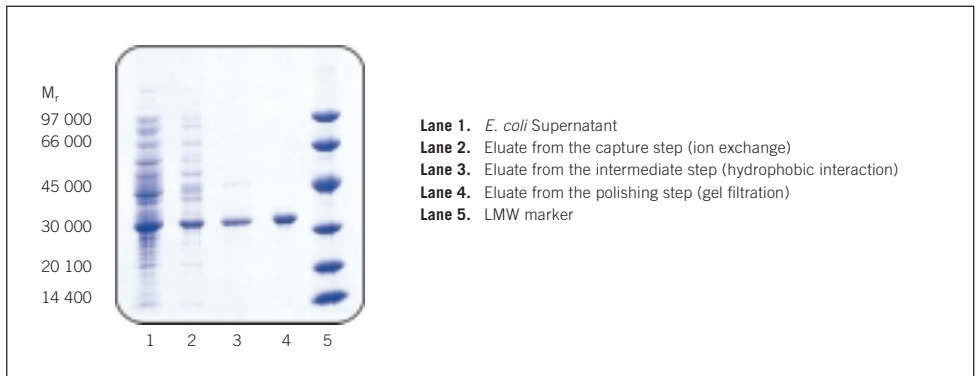 Mr
97 000
66 000
45 000
30 000
20 100
14 400
1 2 3 4 5
Lane 1. E. coli Supernatant
Lane 2. Eluate from the capture step (ion exchange)
Lane 3. Eluate from the intermediate step (hydrophobic interaction)
Lane 4. Eluate from the polishing step (gel filtration)
Lane 5. LMW marker